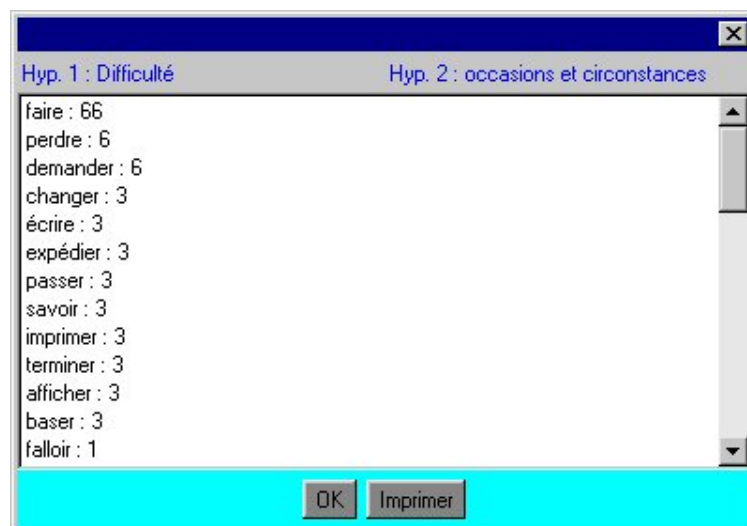 Hyp. 1 : Difficulté Hyp. 2 : occasions et circonstances
faire : 66
perdre : 6
demander : 6
changer : 3
écrire : 3
expédier : 3
passer : 3
savoir : 3
imprimer : 3
terminer : 3
afficher : 3
baser : 3
falloir : 1
OK Imprimer